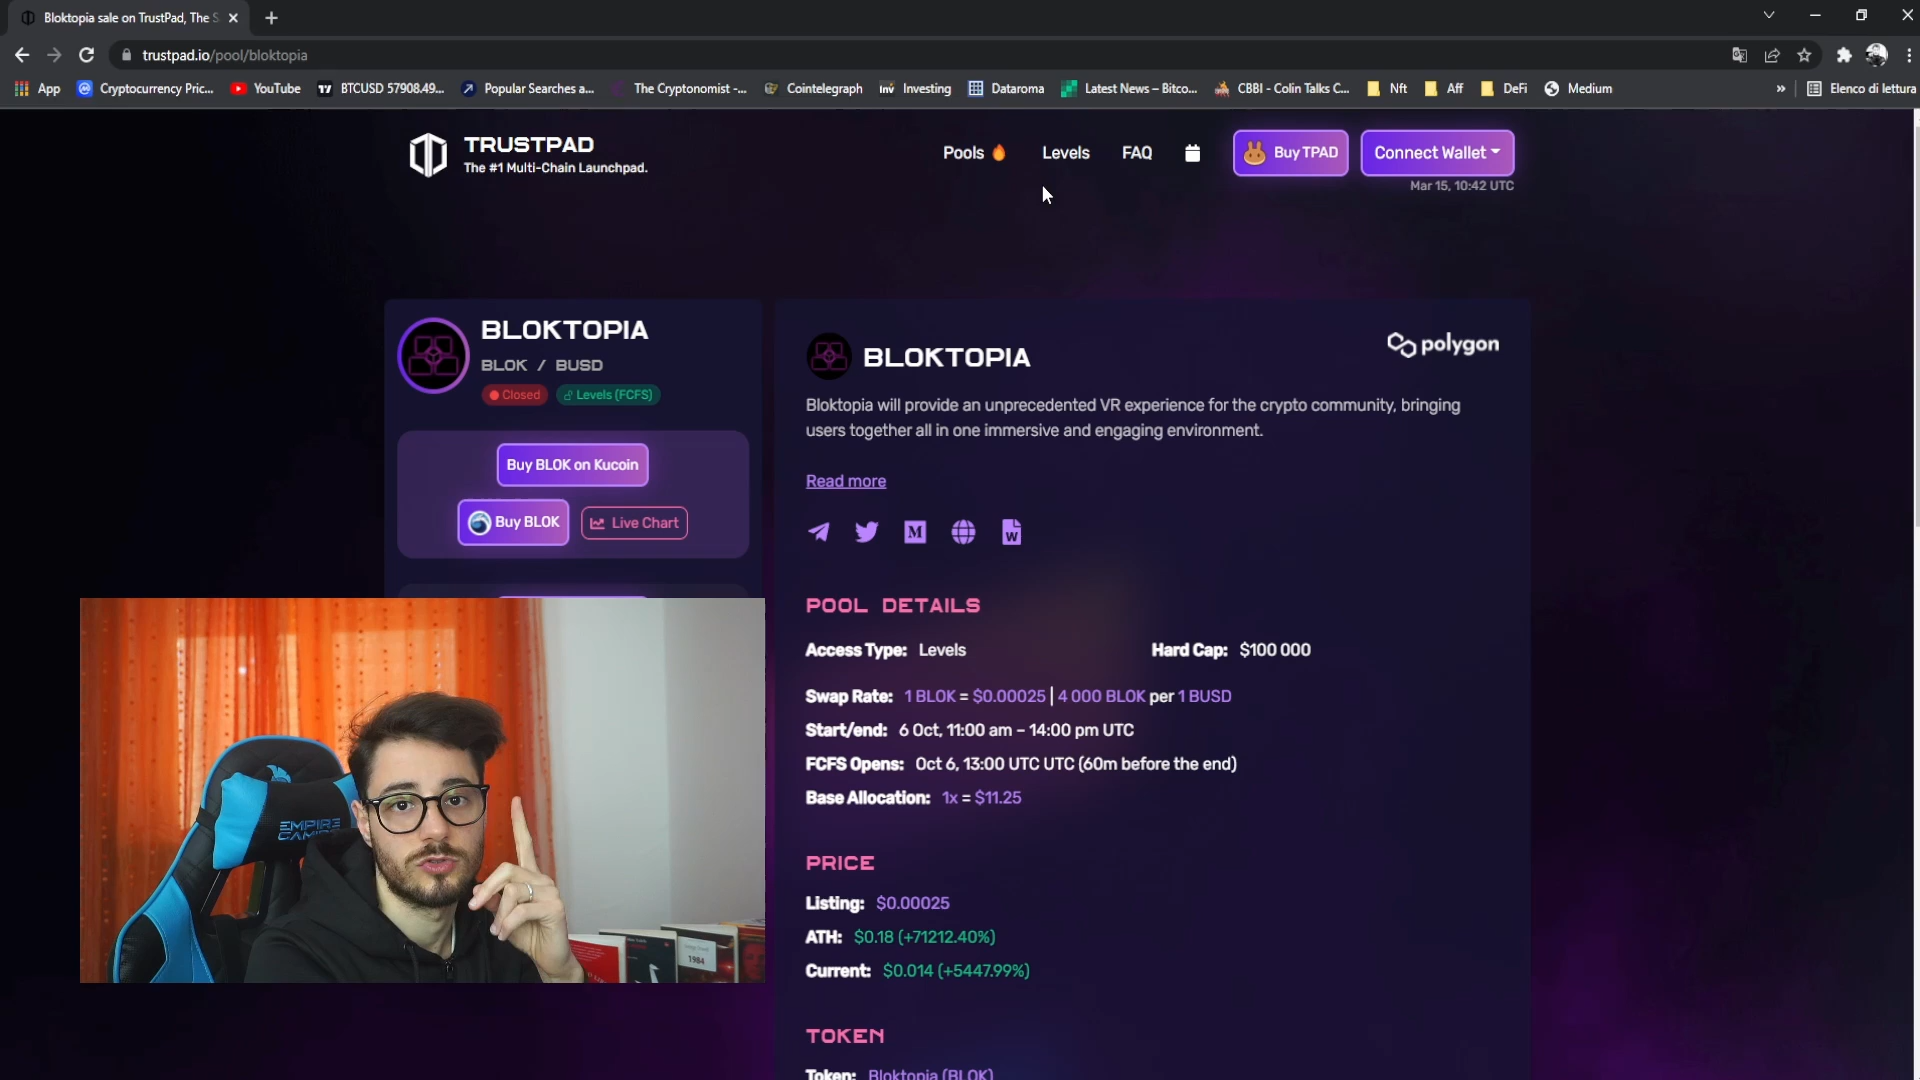 Bloktopia sale on TrustPad, The S
trustpad.io/pool/bloktopia
App
Cryptocurrency Pric...
YouTube
BTCUSD 57908.49...
Popular Searches a...
The Cryptonomist -...
Cointelegraph
Investing
Dataroma
Latest News – Bitco...
CBBI - Colin Talks C...
Nft
Aff
DeFi
Medium
»
Elenco di lettura
TRUSTPAD
The #1 Multi-Chain Launchpad.
Pools
Levels
FAQ
Buy TPAD
Connect Wallet
Mar 15, 10:42 UTC
BLOKTOPIA
BLOK / BUSD
Closed
Levels (FCFS)
Buy BLOK on Kucoin
Buy BLOK
Live Chart
BLOKTOPIA
polygon
Bloktopia will provide an unprecedented VR experience for the crypto community, bringing
users together all in one immersive and engaging environment.
Read more
POOL DETAILS
Access Type: Levels
Hard Cap: $100 000
Swap Rate: 1 BLOK = $0.00025 | 4 000 BLOK per 1 BUSD
Start/end: 6 Oct, 11:00 am – 14:00 pm UTC
FCFS Opens: Oct 6, 13:00 UTC UTC (60m before the end)
Base Allocation: 1x = $11.25
PRICE
Listing: $0.00025
ATH: $0.18 (+71212.40%)
Current: $0.014 (+5447.99%)
TOKEN
Token: Bloktopia (BLOK)
EMPIRE
GAMING
1984